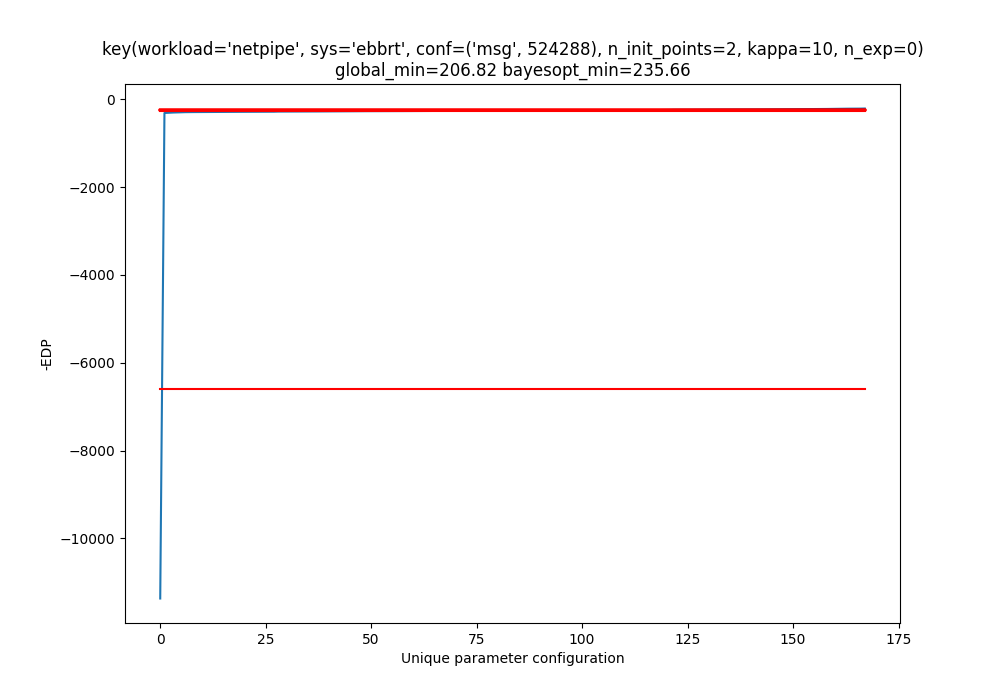 key(workload='netpipe', sys='ebbrt', conf=('msg', 524288), n_init_points=2, kappa=10, n_exp=0)
global_min=206.82 bayesopt_min=235.66
0
−2000
−4000
−6000
−8000
−10000
-EDP
0 25 50 75 100 125 150 175
Unique parameter configuration